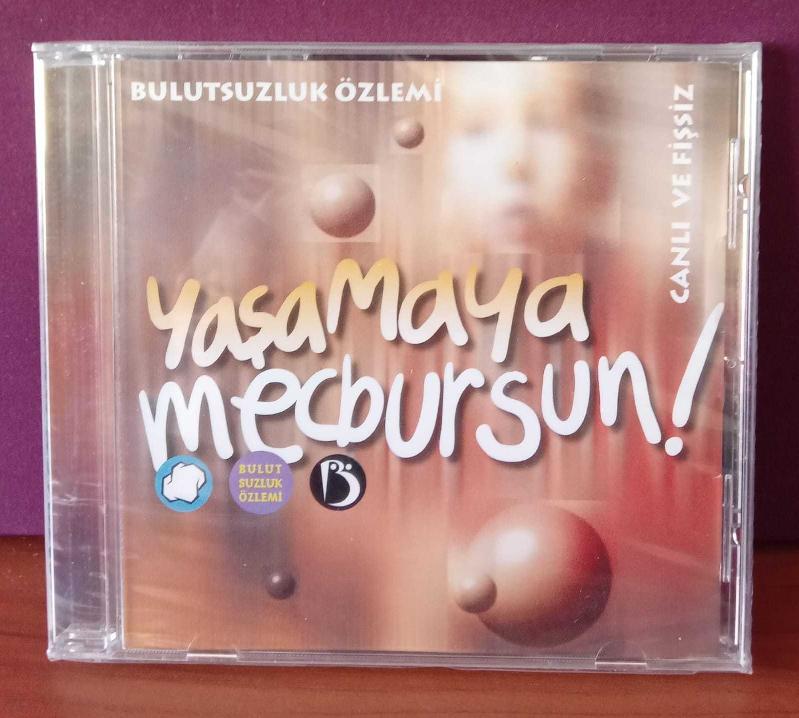 BULUTSUZLUK ÖZLEMİ
CANLI VE FİŞSİZ
yaşamaya
mecbursun!
BULUT
SUZLUK
ÖZLEMİ
B